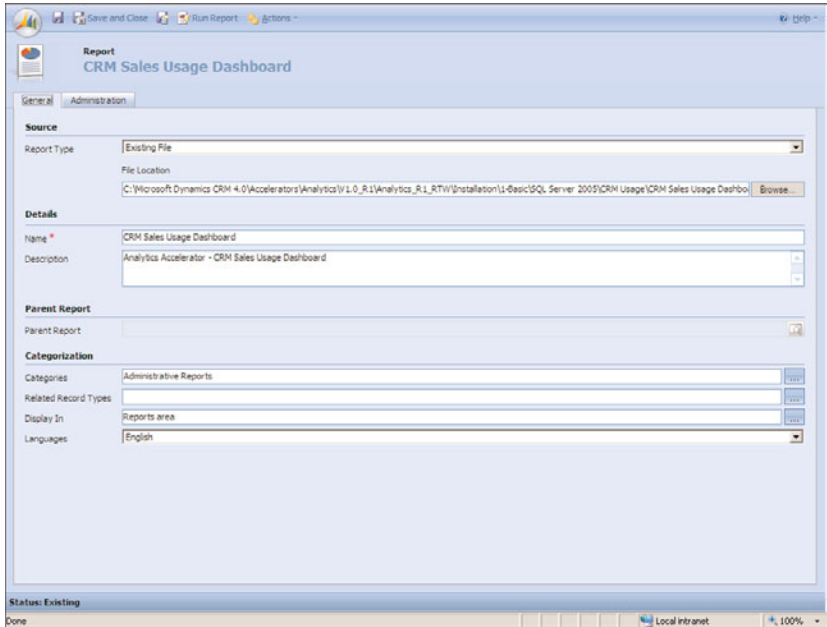 Save and Close Run Report Actions Help
Report
CRM Sales Usage Dashboard
General Administration
Source
Report Type Existing File
File Location
C:\Microsoft Dynamics CRM 4.0\Accelerators\Analytics\V1.0_R1\Analytics_R1_RTW\Installation\1-Basic\SQL Server 2005\CRM Usage\CRM Sales Usage Dashbo Browse...
Details
Name * CRM Sales Usage Dashboard
Description Analytics Accelerator - CRM Sales Usage Dashboard
Parent Report
Parent Report
Categorization
Categories Administrative Reports ...
Related Record Types ...
Display In Reports area ...
Languages English
Status: Existing
Done Local intranet 100%